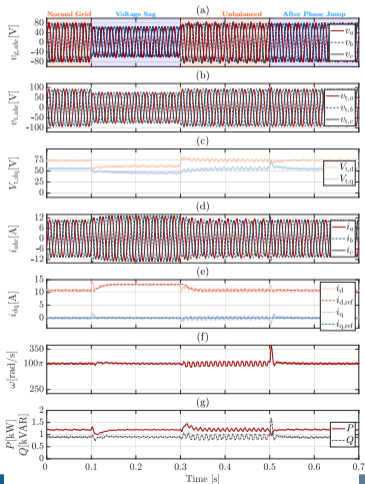 (a)
Normal Grid Voltage Sag Unbalanced After Phase Jump
v_{g,abc}[V]
80
40
0
-40
-80
v_a
v_b
v_c
(b)
v_{t,abc}[V]
100
50
0
-50
-100
v_{t,a}
v_{t,b}
v_{t,c}
(c)
V_{t,dq}[V]
75
50
25
0
V_{t,d}
V_{t,q}
(d)
i_{abc}[A]
12
6
0
-6
-12
i_a
i_b
i_c
(e)
i_{dq}[A]
15
10
5
0
i_d
i_{d,ref}
i_q
i_{q,ref}
(f)
ω[rad/s]
350
100π
250
(g)
P[kW]
Q[kVAR]
2
1.5
1
0.5
0
P
Q
0 0.1 0.2 0.3 0.4 0.5 0.6 0.7
Time [s]